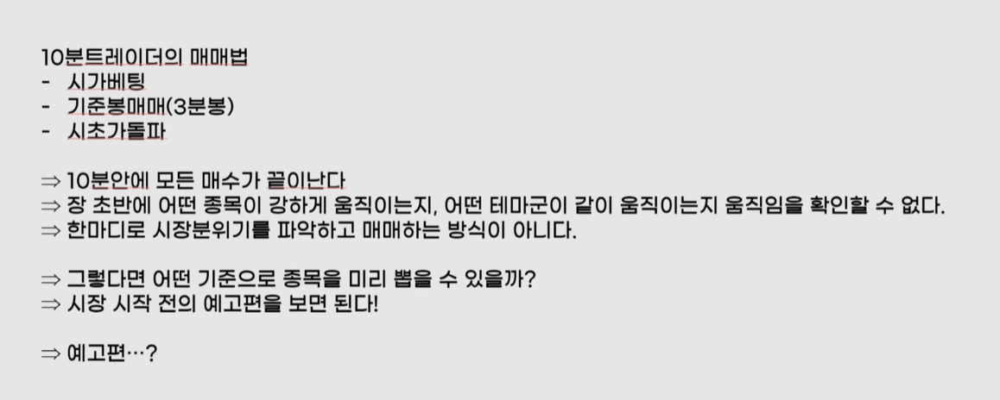 10분트레이더의 매매법
- 시가베팅
- 기준봉매매(3분봉)
- 시초가돌파
⇒ 10분안에 모든 매수가 끝이난다
⇒ 장 초반에 어떤 종목이 강하게 움직이는지, 어떤 테마군이 같이 움직이는지 움직임을 확인할 수 없다.
⇒ 한마디로 시장분위기를 파악하고 매매하는 방식이 아니다.
⇒ 그렇다면 어떤 기준으로 종목을 미리 뽑을 수 있을까?
⇒ 시장 시작 전의 예고편을 보면 된다!
⇒ 예고편…?